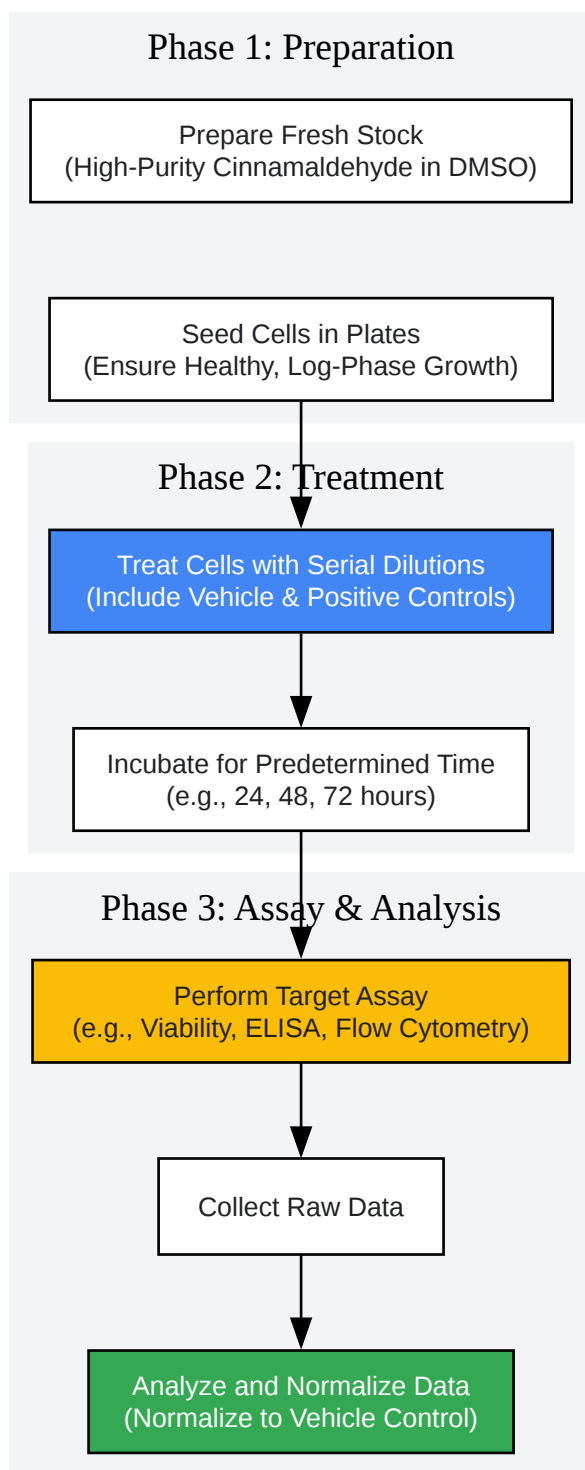 Phase 1: Preparation
Prepare Fresh Stock
(High-Purity Cinnamaldehyde in DMSO)
Seed Cells in Plates
(Ensure Healthy, Log-Phase Growth)
Phase 2: Treatment
Treat Cells with Serial Dilutions
(Include Vehicle & Positive Controls)
Incubate for Predetermined Time
(e.g., 24, 48, 72 hours)
Phase 3: Assay & Analysis
Perform Target Assay
(e.g., Viability, ELISA, Flow Cytometry)
Collect Raw Data
Analyze and Normalize Data
(Normalize to Vehicle Control)